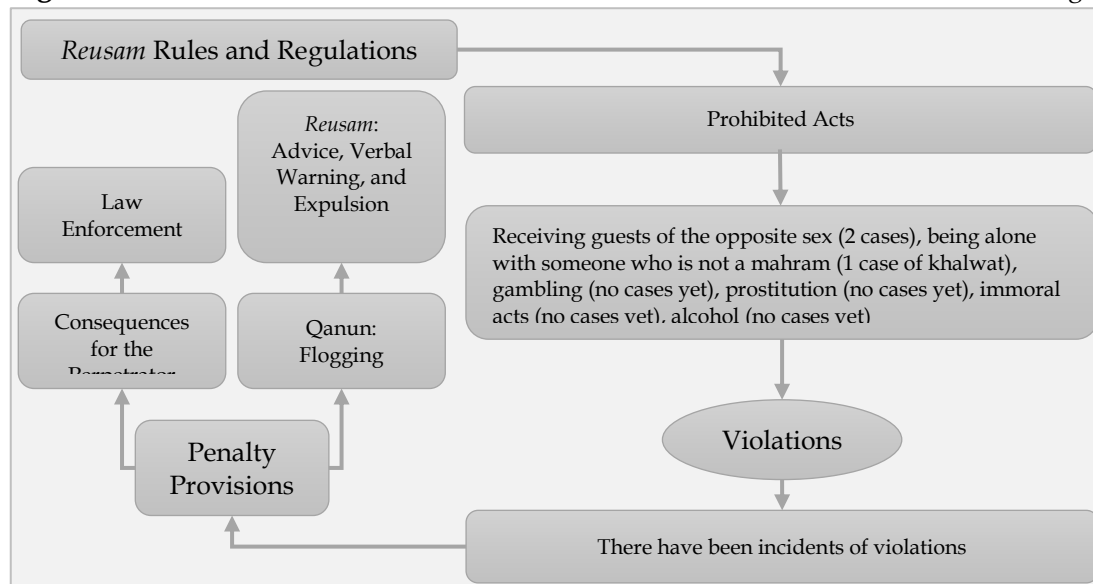 Reusam Rules and Regulations
Prohibited Acts
Receiving guests of the opposite sex (2 cases), being alone
with someone who is not a mahram (1 case of khalwat),
gambling (no cases yet), prostitution (no cases yet), immoral
acts (no cases yet), alcohol (no cases yet)
Violations
There have been incidents of violations
Penalty
Provisions
Consequences
for the
Perpetrator
Law
Enforcement
Qanun:
Flogging
Reusam:
Advice, Verbal
Warning, and
Expulsion